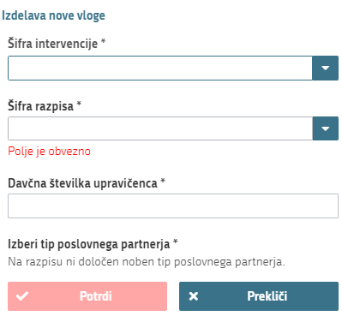 Izdelava nove vloge
Šifra intervencije *
Šifra razpisa *
Polje je obvezno
Davčna številka upravičenca *
Izberi tip poslovnega partnerja *
Na razpisu ni določen noben tip poslovnega partnerja.
Potrdi Prekliči